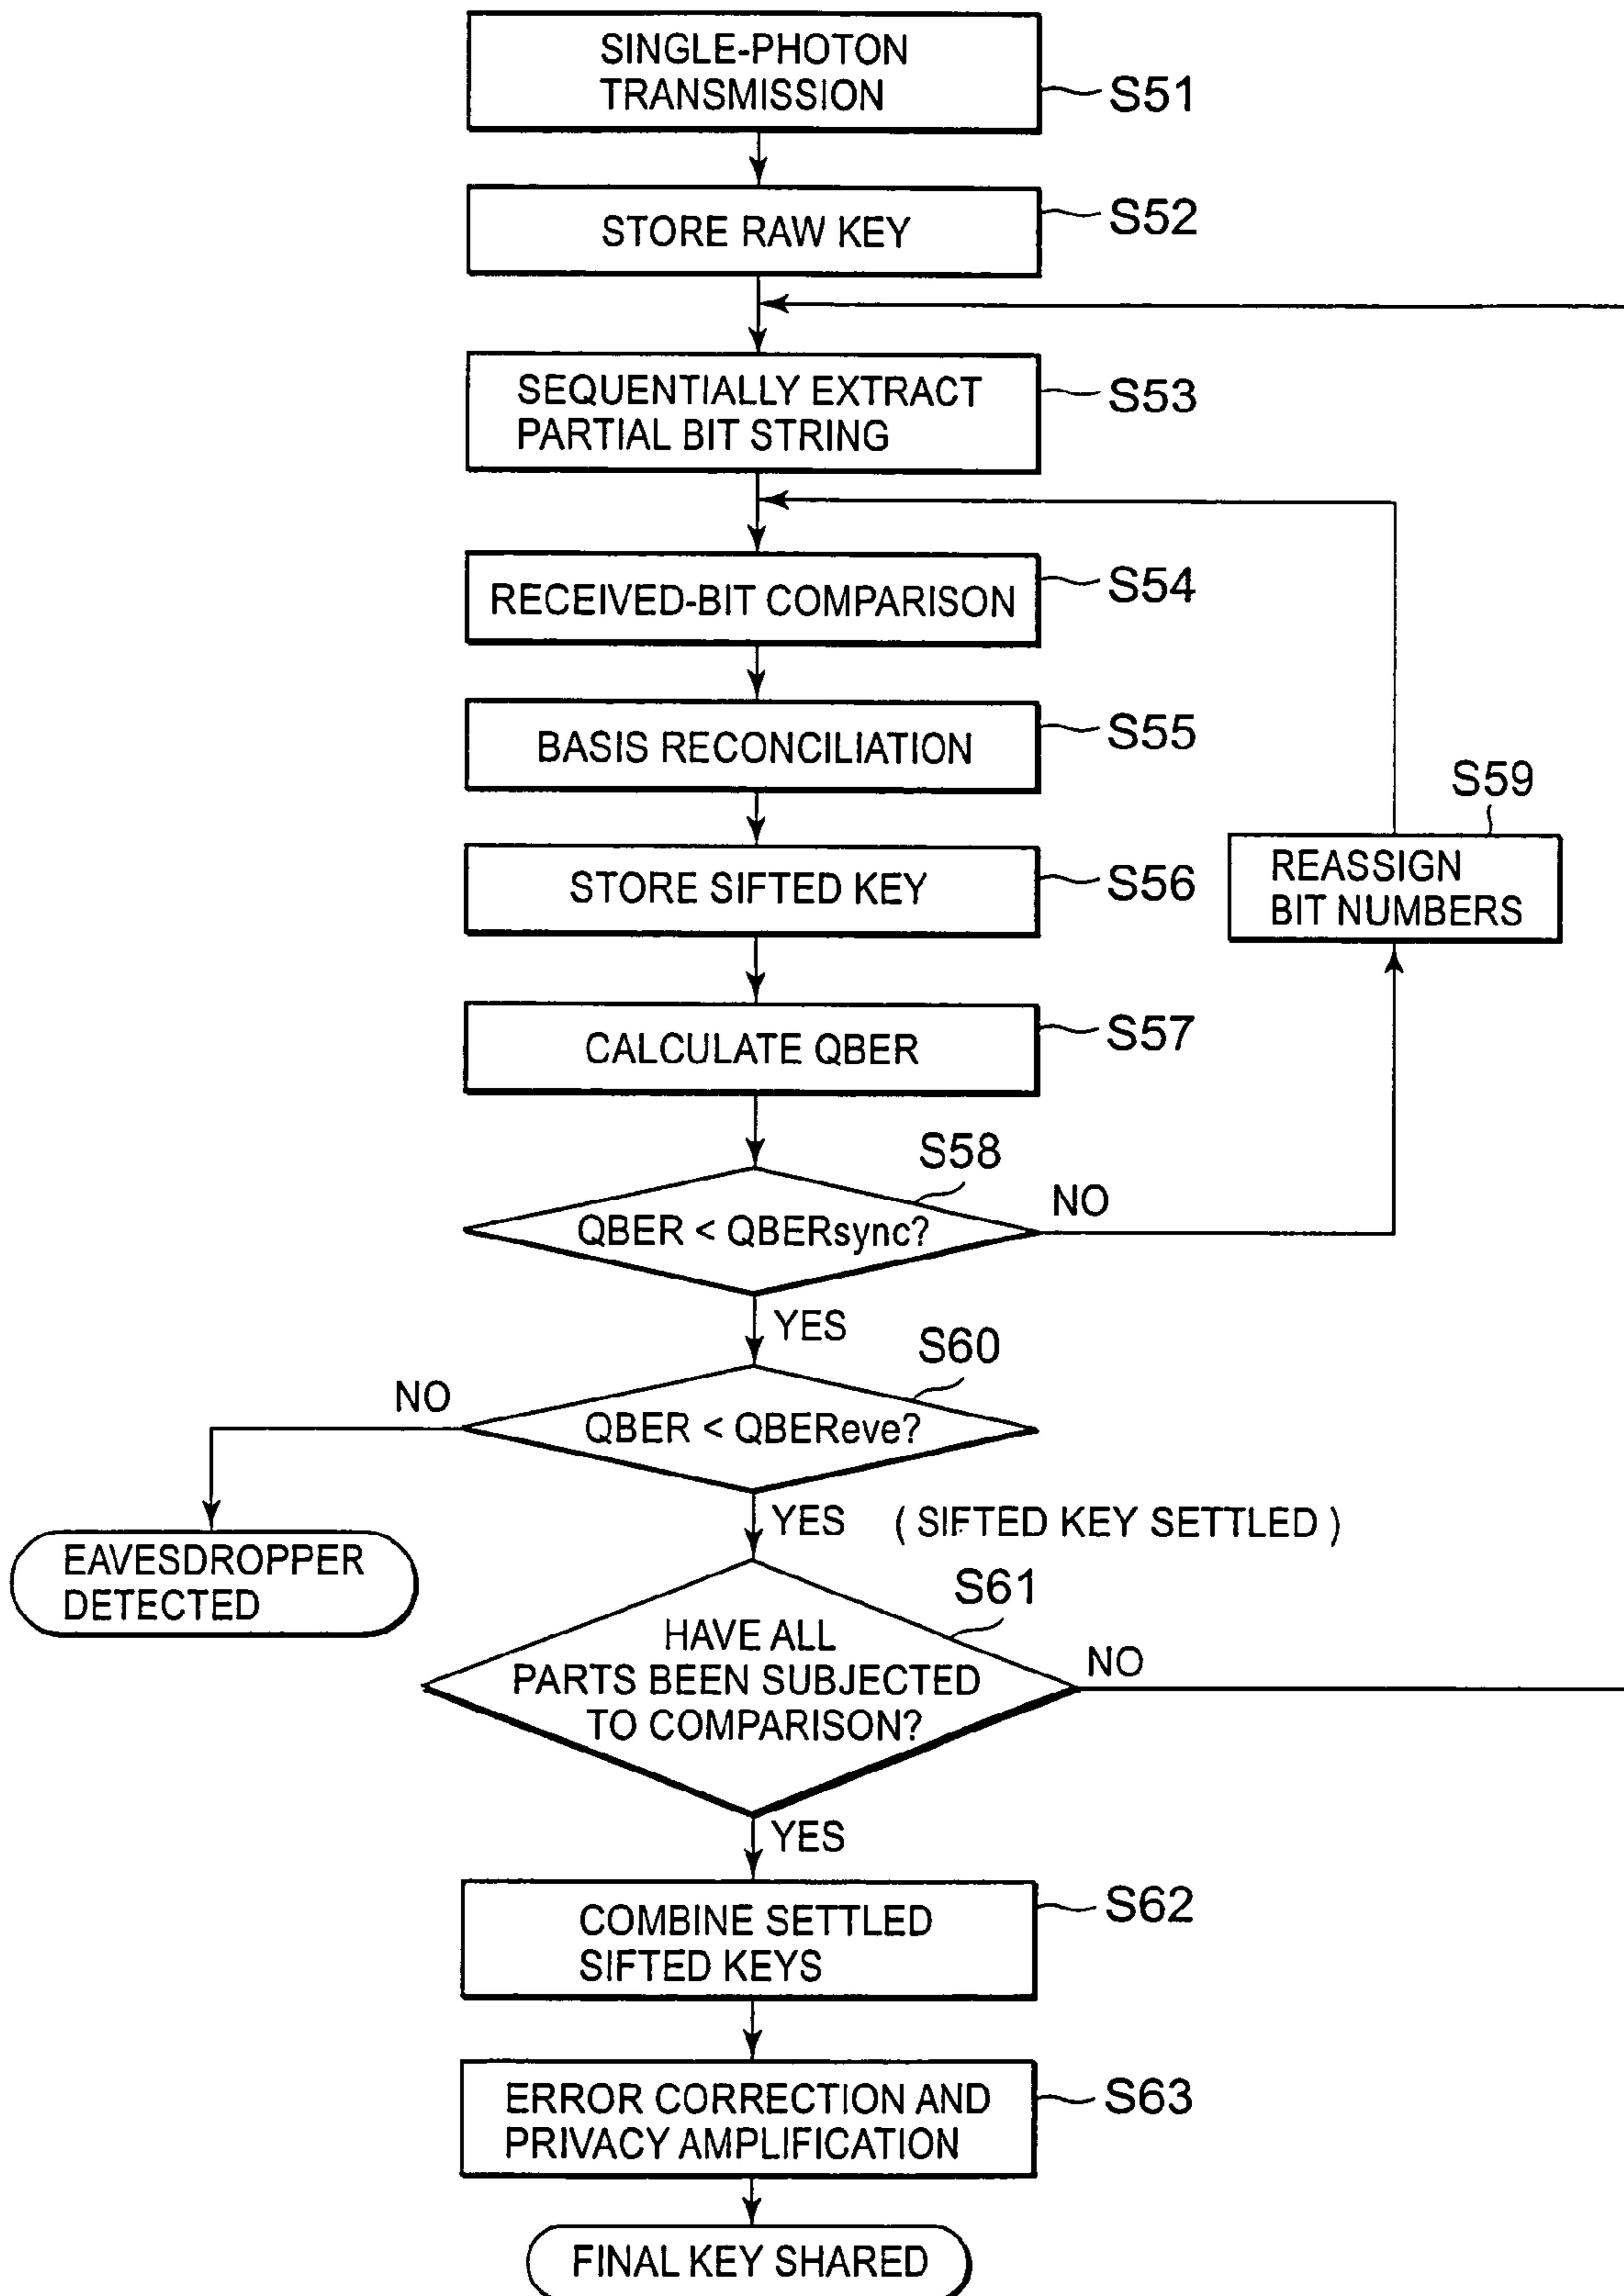 SINGLE-PHOTON
TRANSMISSION
S51
STORE RAW KEY
S52
SEQUENTIALLY EXTRACT
PARTIAL BIT STRING
S53
RECEIVED-BIT COMPARISON
S54
BASIS RECONCILIATION
S55
S59
REASSIGN
BIT NUMBERS
STORE SIFTED KEY
S56
CALCULATE QBER
S57
S58
QBER < QBERsync?
NO
YES
S60
QBER < QBEReve?
NO
EAVESDROPPER
DETECTED
YES (SIFTED KEY SETTLED)
S61
HAVE ALL
PARTS BEEN SUBJECTED
TO COMPARISON?
NO
YES
COMBINE SETTLED
SIFTED KEYS
S62
ERROR CORRECTION AND
PRIVACY AMPLIFICATION
S63
FINAL KEY SHARED